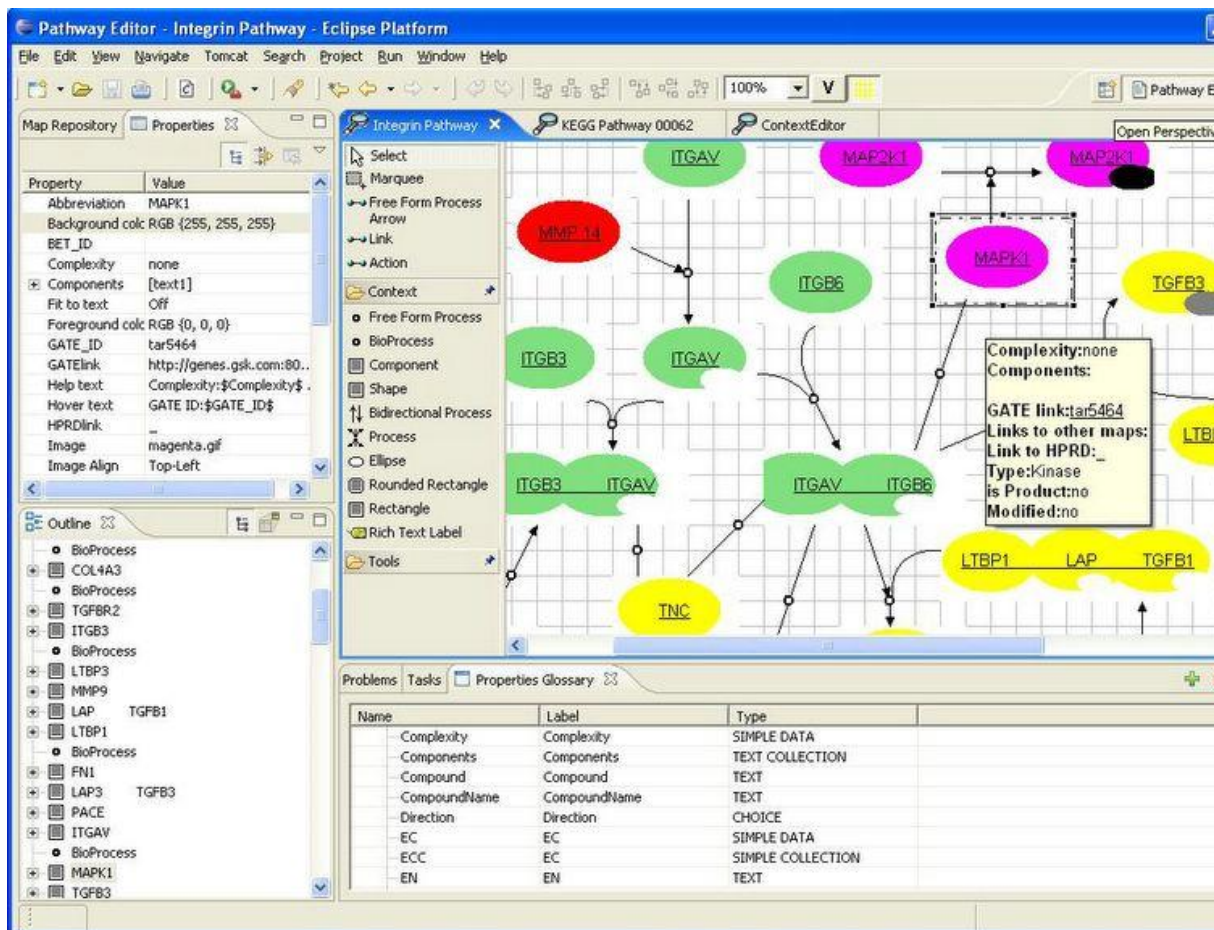 Pathway Editor - Integrin Pathway - Eclipse Platform
File Edit View Navigate Tomcat Search Project Run Window Help
100% V Pathway E
Map Repository Properties
Property Value
Abbreviation MAPK1
Background colc RGB {255, 255, 255}
BET_ID
Complexity none
Components [text1]
Fit to text Off
Foreground colc RGB {0, 0, 0}
GATE_ID tar5464
GATElink http://genes.gsk.com:80...
Help text Complexity:$Complexity$ ...
Hover text GATE ID:$GATE_ID$
HPRDlink _
Image magenta.gif
Image Align Top-Left
Outline
BioProcess
COL4A3
BioProcess
TGFBR2
ITGB3
BioProcess
LTBP3
MMP9
LAP TGFB1
LTBP1
BioProcess
FN1
LAP3 TGFB3
PACE
ITGAV
BioProcess
MAPK1
TGFB3
Integrin Pathway KEGG Pathway 00062 ContextEditor
Open Perspectiv
Select
Marquee
Free Form Process
Arrow
Link
Action
Context
Free Form Process
BioProcess
Component
Shape
Bidirectional Process
Process
Ellipse
Rounded Rectangle
Rectangle
Rich Text Label
Tools
ITGAV MAP2K1 MAP2K1
MMP 14 MAPK1
ITGB6 TGFB3
ITGB3 ITGAV
Complexity:none
Components:
GATE link:tar5464
Links to other maps:
Link to HPRD:_
Type:Kinase
is Product:no
Modified:no
LTB
ITGB3 ITGAV ITGAV ITGB6
LTBP1 LAP TGFB1
TNC
Problems Tasks Properties Glossary
Name Label Type
Complexity Complexity SIMPLE DATA
Components Components TEXT COLLECTION
Compound Compound TEXT
CompoundName CompoundName TEXT
Direction Direction CHOICE
EC EC SIMPLE DATA
ECC EC SIMPLE COLLECTION
EN EN TEXT